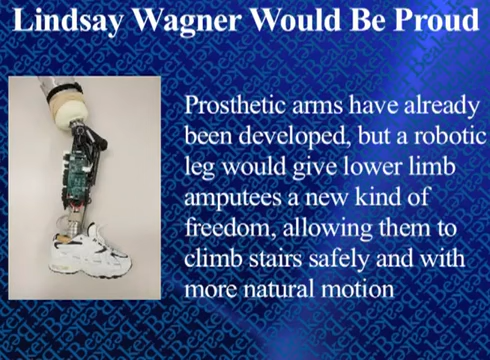 Lindsay Wagner Would Be Proud
Prosthetic arms have already
been developed, but a robotic
leg would give lower limb
amputees a new kind of
freedom, allowing them to
climb stairs safely and with
more natural motion